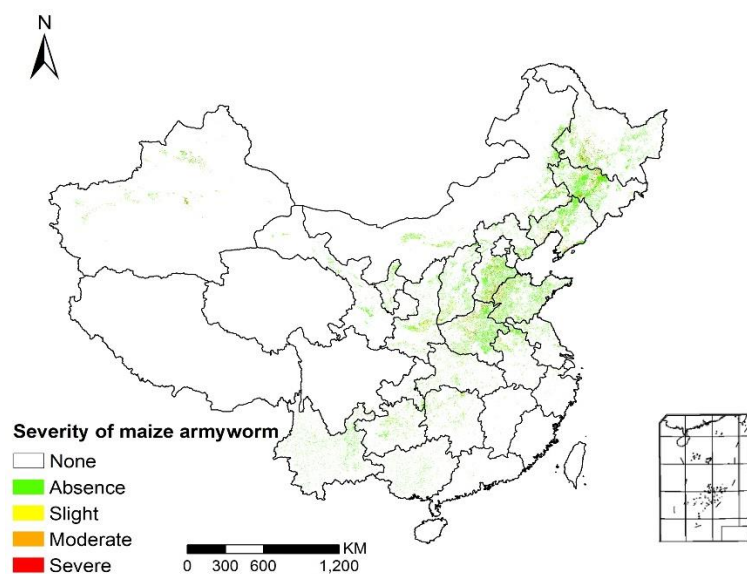 N
Severity of maize armyworm
None
Absence
Slight
Moderate
Severe
KM
0 300 600 1,200